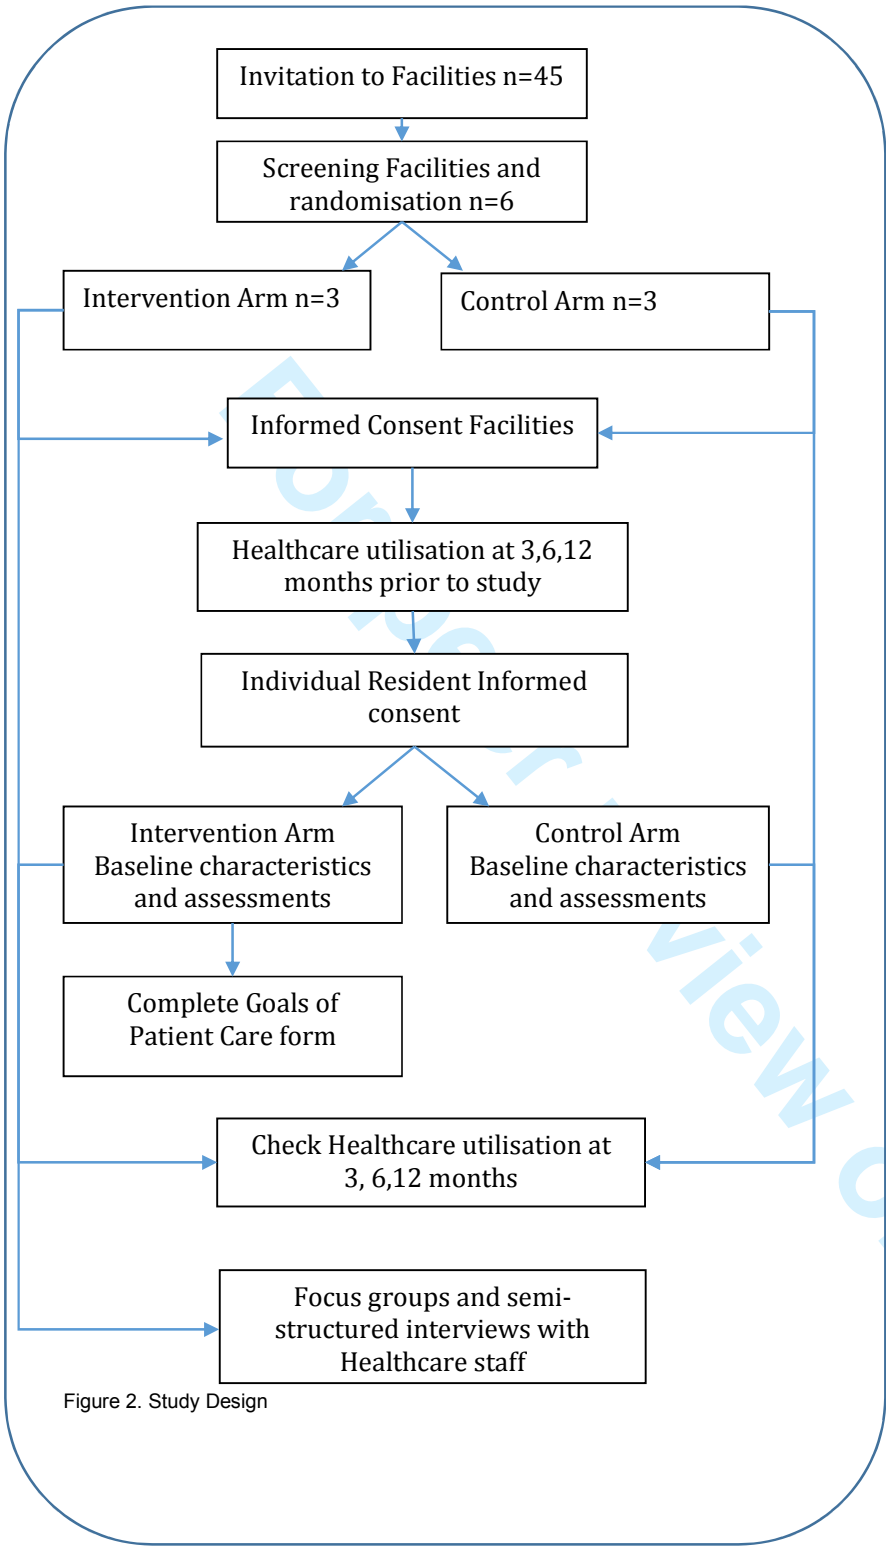 Invitation to Facilities n=45
Screening Facilities and
randomisation n=6
Intervention Arm n=3
Control Arm n=3
Informed Consent Facilities
Healthcare utilisation at 3,6,12
months prior to study
Individual Resident Informed
consent
Intervention Arm
Baseline characteristics
and assessments
Control Arm
Baseline characteristics
and assessments
Complete Goals of
Patient Care form
Check Healthcare utilisation at
3, 6,12 months
Focus groups and semi-
structured interviews with
Healthcare staff
Figure 2. Study Design